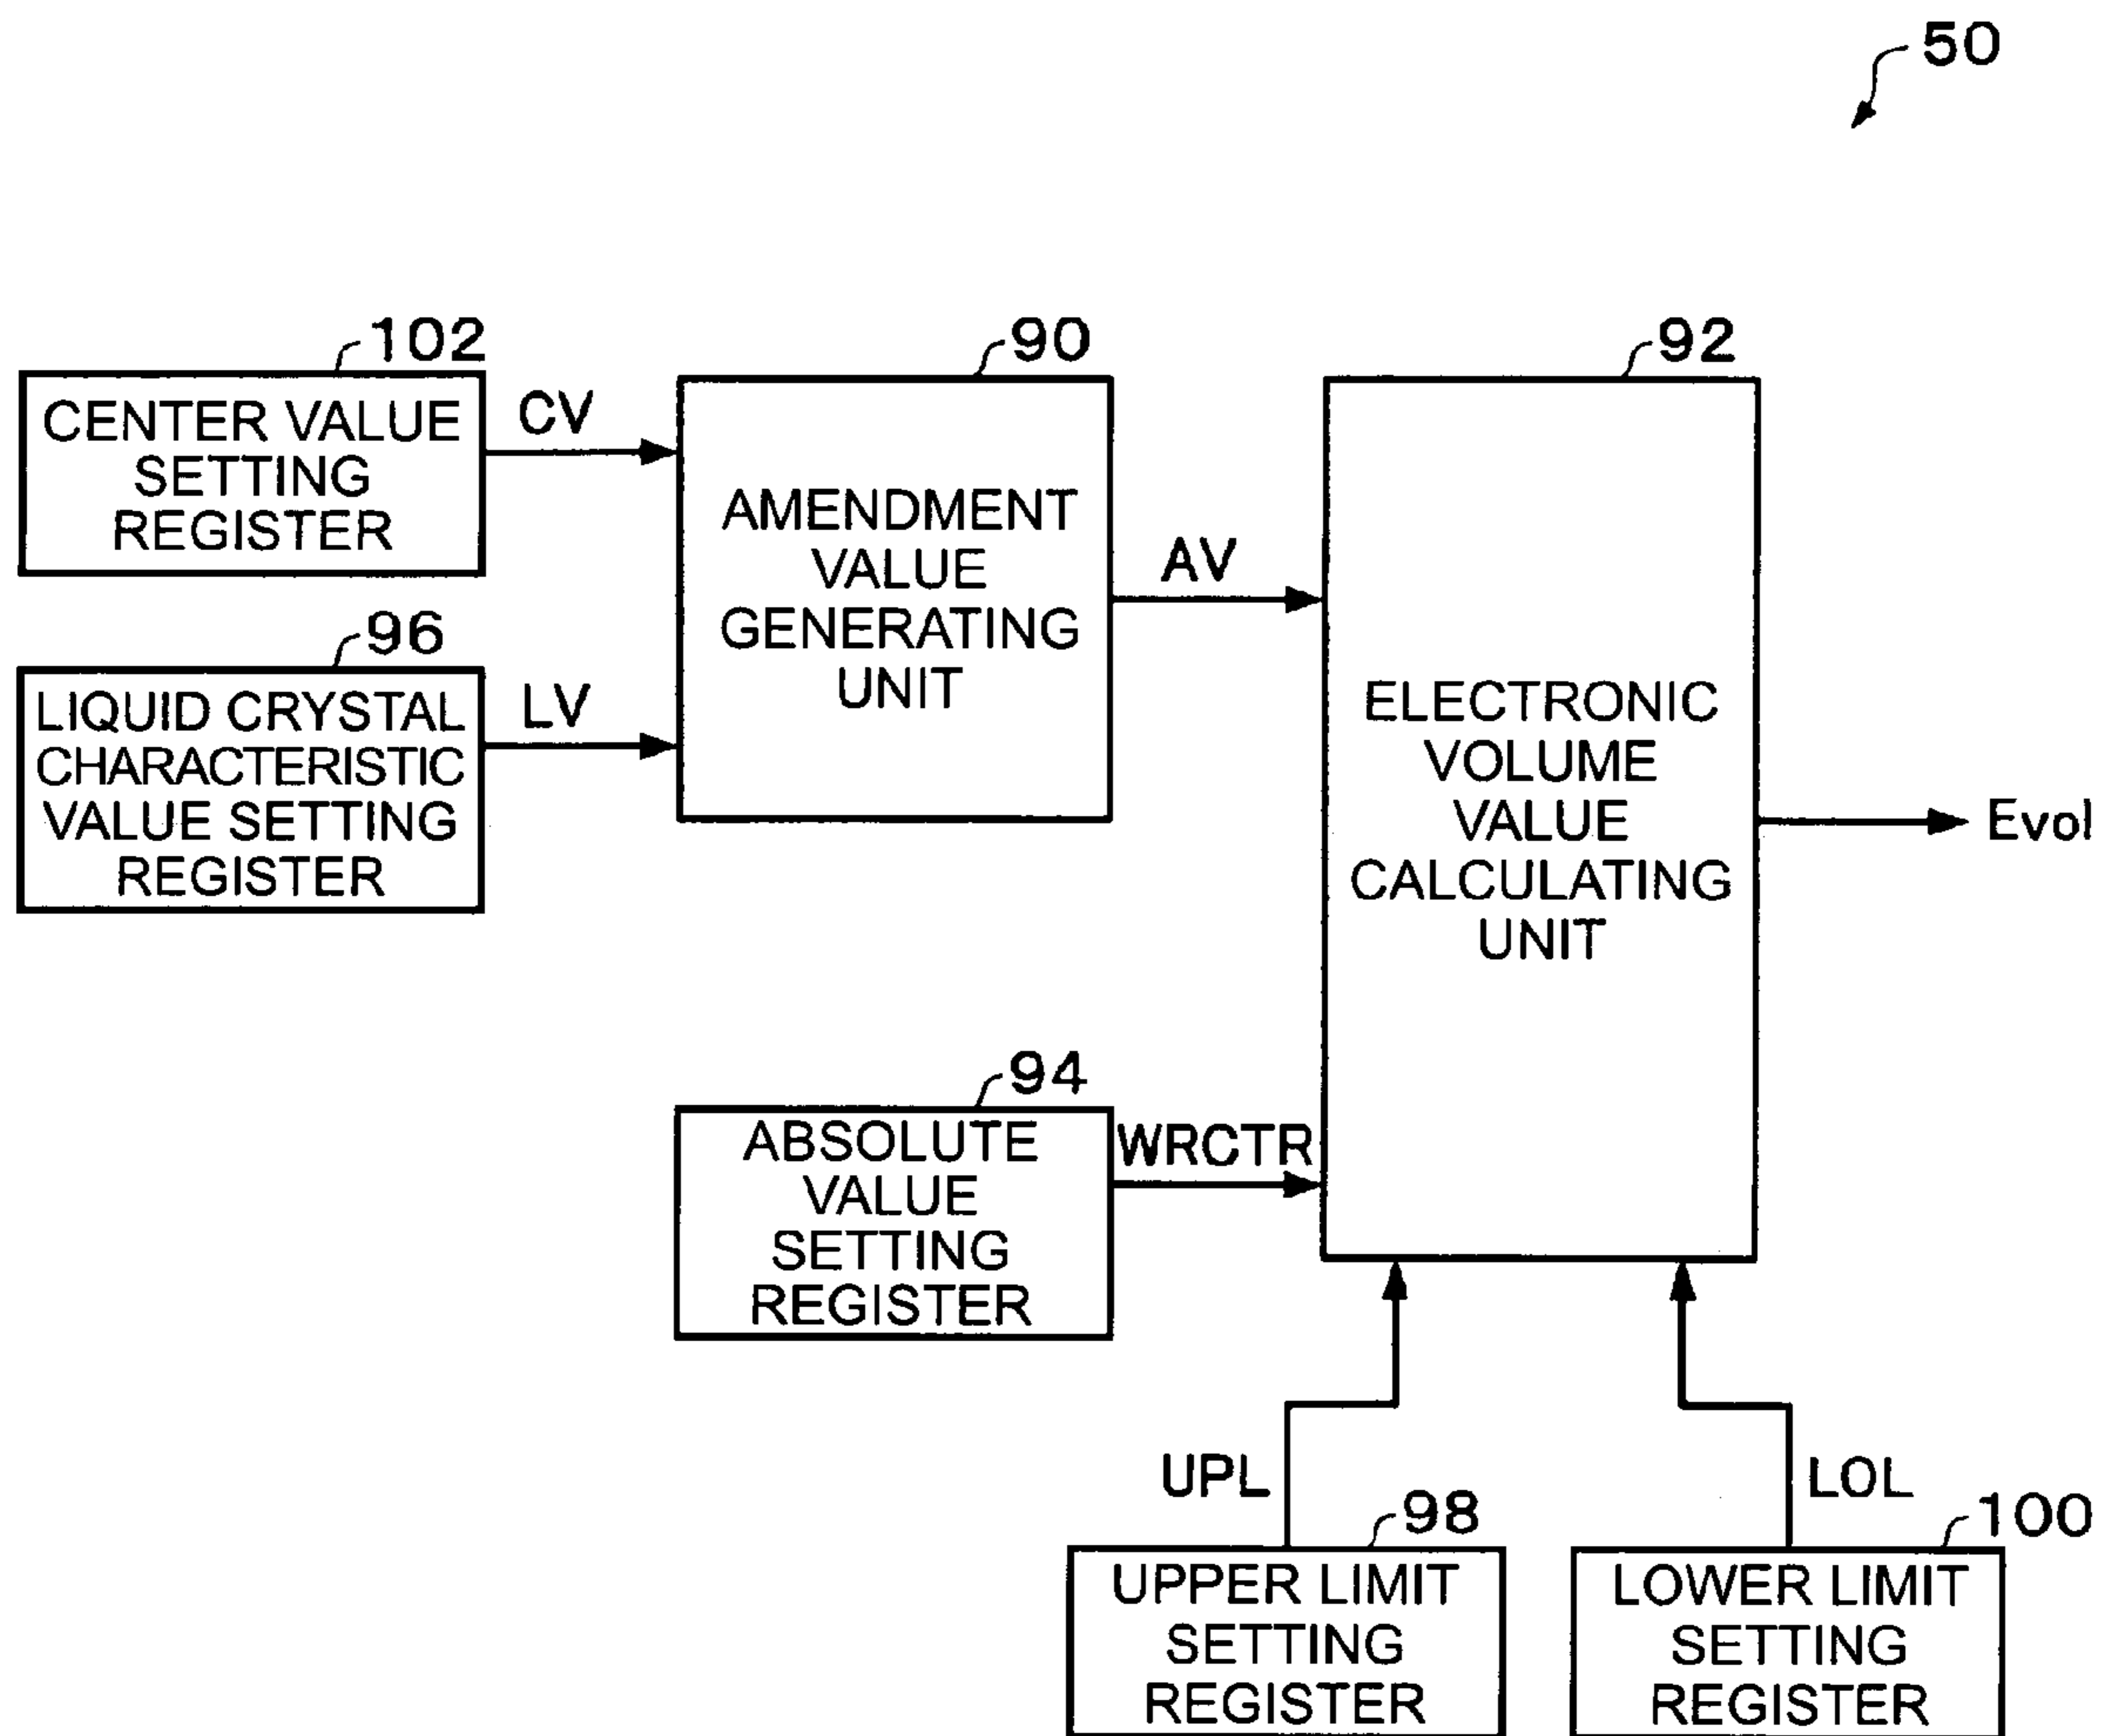 50
102
CENTER VALUE
SETTING
REGISTER
CV
90
AMENDMENT
VALUE
GENERATING
UNIT
92
ELECTRONIC
VOLUME
VALUE
CALCULATING
UNIT
AV
96
LIQUID CRYSTAL
CHARACTERISTIC
VALUE SETTING
REGISTER
LV
Evol
94
ABSOLUTE
VALUE
SETTING
REGISTER
WRCTR
UPL
98
UPPER LIMIT
SETTING
REGISTER
LOL
100
LOWER LIMIT
SETTING
REGISTER